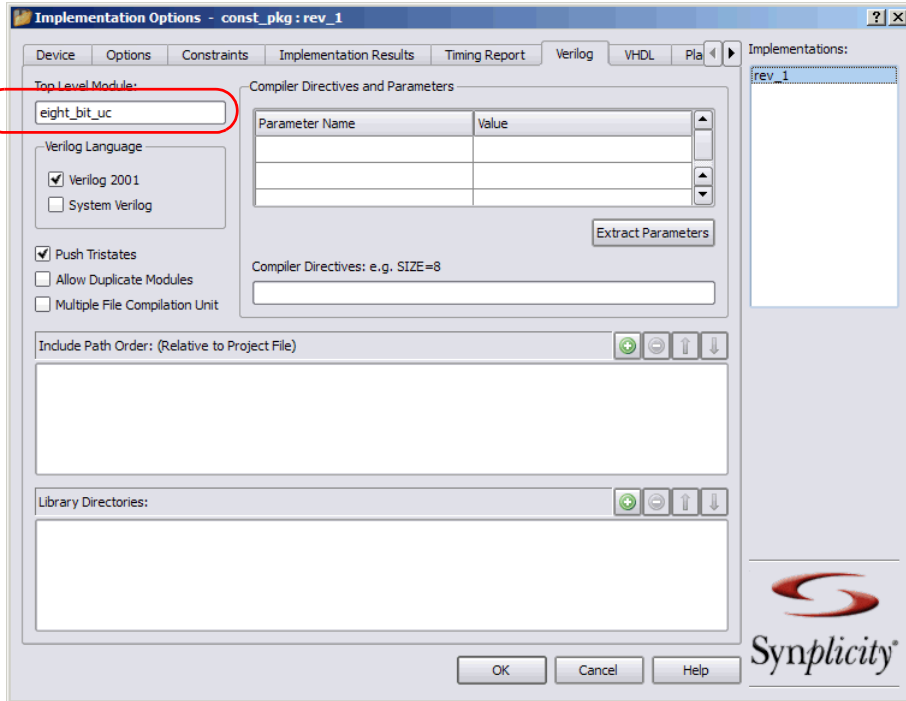 Implementation Options - const_pkg : rev_1
Device Options Constraints Implementation Results Timing Report Verilog VHDL Pla
Implementations:
rev_1
Top Level Module:
eight_bit_uc
Verilog Language
Verilog 2001
System Verilog
Push Tristates
Allow Duplicate Modules
Multiple File Compilation Unit
Compiler Directives and Parameters
Parameter Name Value
Extract Parameters
Compiler Directives: e.g. SIZE=8
Include Path Order: (Relative to Project File)
Library Directories:
OK Cancel Help
Synplicity®